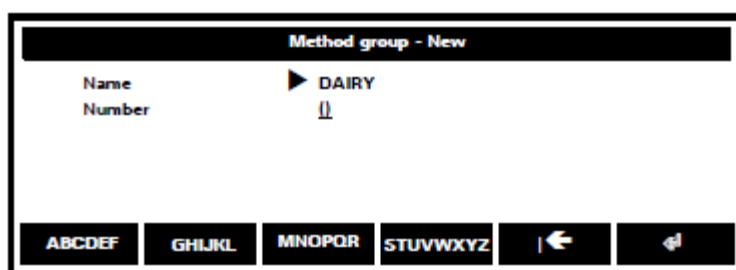 Method group - New
Name ▶ DAIRY
Number ()
ABCDEF GHIJKL MNOPQR STUVWXYZ |🡰 ⏎